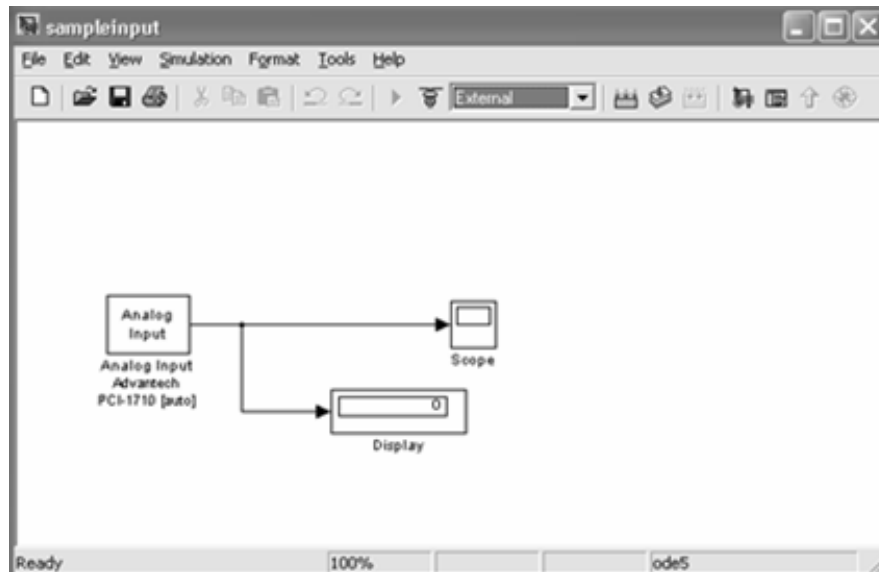 sampleinput
File Edit View Simulation Format Tools Help
External
Analog
Input
Analog Input
Advantech
PCI-1710 [auto]
Scope
0
Display
Ready 100% ode5